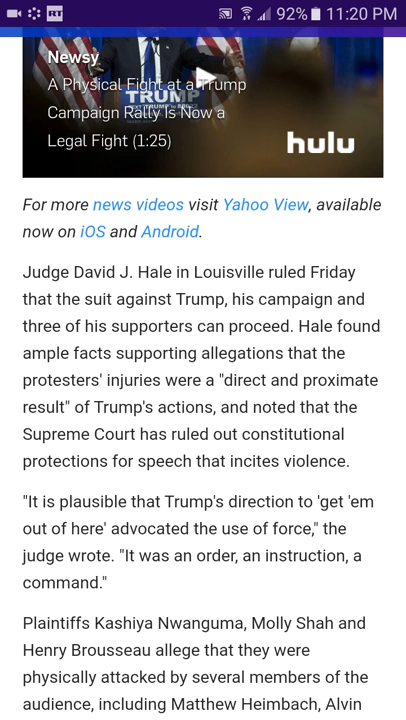 RT 92% 11:20 PM
Newsy
A Physical Fight at a Trump
Campaign Rally Is Now a
Legal Fight (1:25)
TRUMP
hulu
For more news videos visit Yahoo View, available
now on iOS and Android.
Judge David J. Hale in Louisville ruled Friday
that the suit against Trump, his campaign and
three of his supporters can proceed. Hale found
ample facts supporting allegations that the
protesters' injuries were a "direct and proximate
result" of Trump's actions, and noted that the
Supreme Court has ruled out constitutional
protections for speech that incites violence.
"It is plausible that Trump's direction to 'get 'em
out of here' advocated the use of force," the
judge wrote. "It was an order, an instruction, a
command."
Plaintiffs Kashiya Nwanguma, Molly Shah and
Henry Brousseau allege that they were
physically attacked by several members of the
audience, including Matthew Heimbach, Alvin